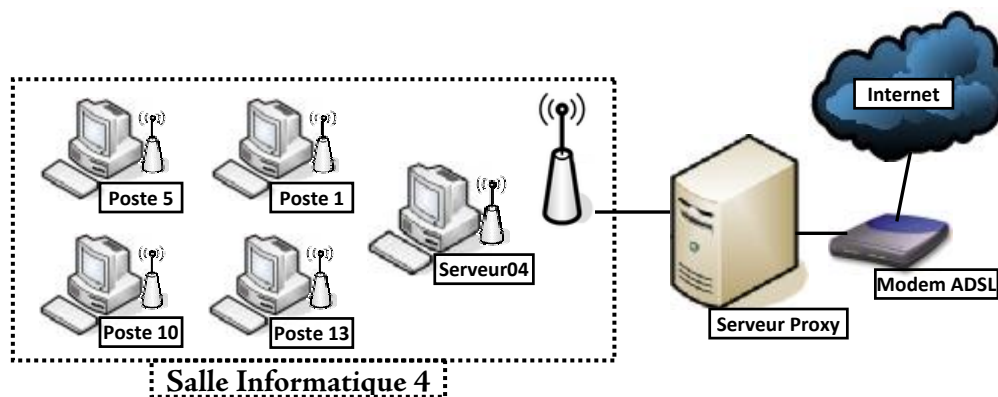 Internet
Poste 5
Poste 1
Serveur04
Modem ADSL
Poste 10
Poste 13
Serveur Proxy
Salle Informatique 4